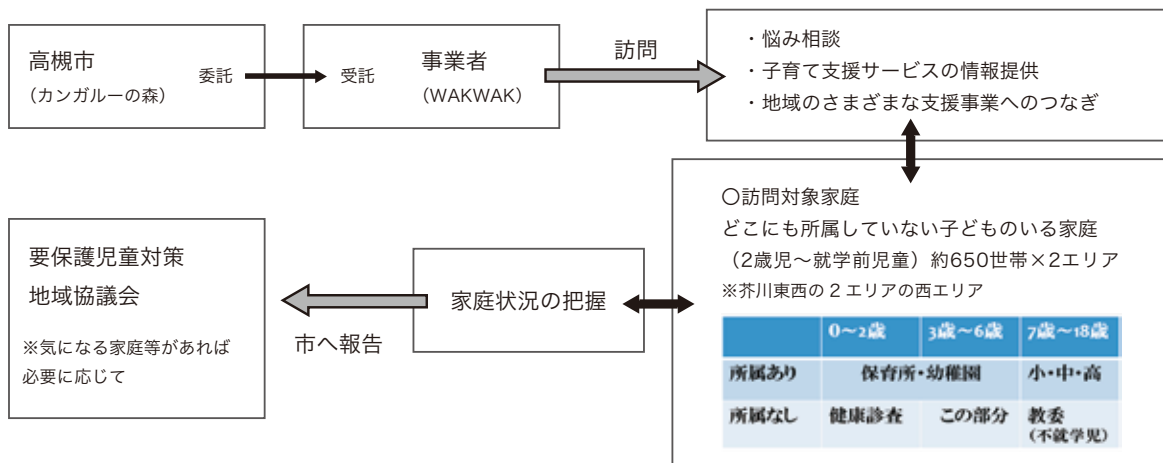 高槻市
(カンガルーの森)
委託
受託
事業者
(WAKWAK)
訪問
・悩み相談
・子育て支援サービスの情報提供
・地域のさまざまな支援事業へのつなぎ
〇訪問対象家庭
どこにも所属していない子どものいる家庭
(2歳児〜就学前児童)約650世帯×2エリア
※芥川東西の2エリアの西エリア
0〜2歳 3歳〜6歳 7歳〜18歳
所属あり 保育所・幼稚園 小・中・高
所属なし 健康診査 この部分 教委
(不就学児)
家庭状況の把握
市へ報告
要保護児童対策
地域協議会
※気になる家庭等があれば
必要に応じて